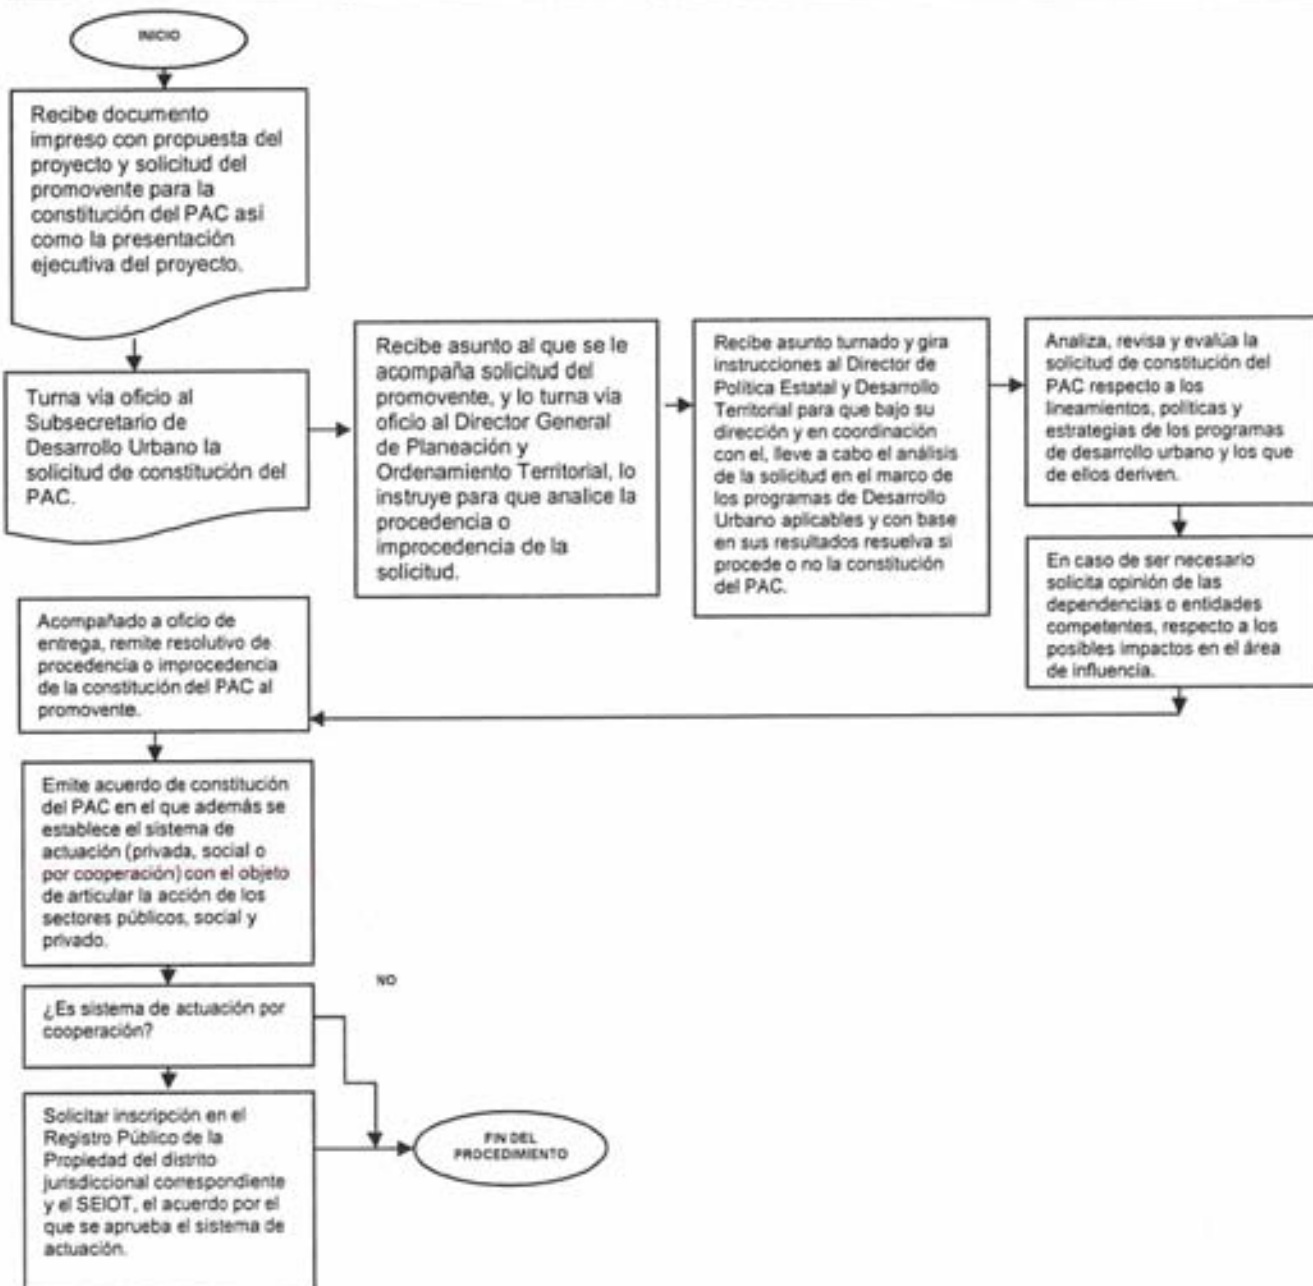 INICIO
Recibe documento
impreso con propuesta del
proyecto y solicitud del
promovente para la
constitución del PAC así
como la presentación
ejecutiva del proyecto.
Turna vía oficio al
Subsecretario de
Desarrollo Urbano la
solicitud de constitución del
PAC.
Recibe asunto al que se le
acompaña solicitud del
promovente, y lo turna vía
oficio al Director General
de Planeación y
Ordenamiento Territorial, lo
instruye para que analice la
procedencia o
improcedencia de la
solicitud.
Recibe asunto turnado y gira
instrucciones al Director de
Política Estatal y Desarrollo
Territorial para que bajo su
dirección y en coordinación
con el, lleve a cabo el análisis
de la solicitud en el marco de
los programas de Desarrollo
Urbano aplicables y con base
en sus resultados resuelva si
procede o no la constitución
del PAC.
Analiza, revisa y evalúa la
solicitud de constitución del
PAC respecto a los
lineamientos, políticas y
estrategias de los programas
de desarrollo urbano y los que
de ellos deriven.
En caso de ser necesario
solicita opinión de las
dependencias o entidades
competentes, respecto a los
posibles impactos en el área
de influencia.
Acompañado a oficio de
entrega, remite resolutivo de
procedencia o improcedencia
de la constitución del PAC al
promovente.
Emite acuerdo de constitución
del PAC en el que además se
establece el sistema de
actuación (privada, social o
por cooperación) con el objeto
de articular la acción de los
sectores públicos, social y
privado.
NO
¿Es sistema de actuación por
cooperación?
Solicitar inscripción en el
Registro Público de la
Propiedad del distrito
jurisdiccional correspondiente
y el SEIOT, el acuerdo por el
que se aprueba el sistema de
actuación.
FIN DEL
PROCEDIMIENTO